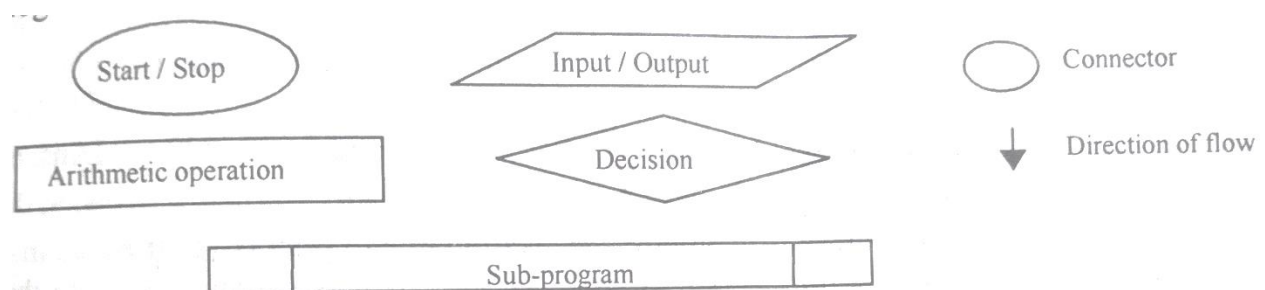 Start / Stop
Input / Output
Connector
Arithmetic operation
Decision
Direction of flow
Sub-program